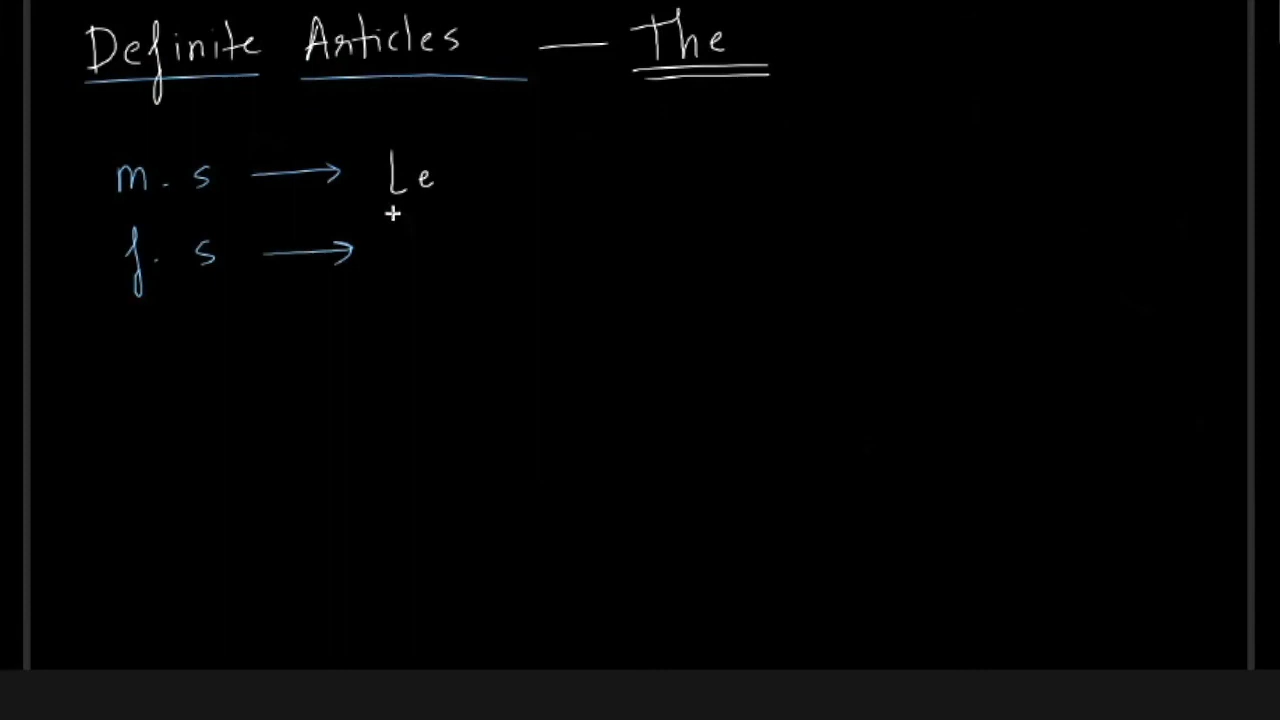 Definite Articles — The
m. s → Le
f. s →